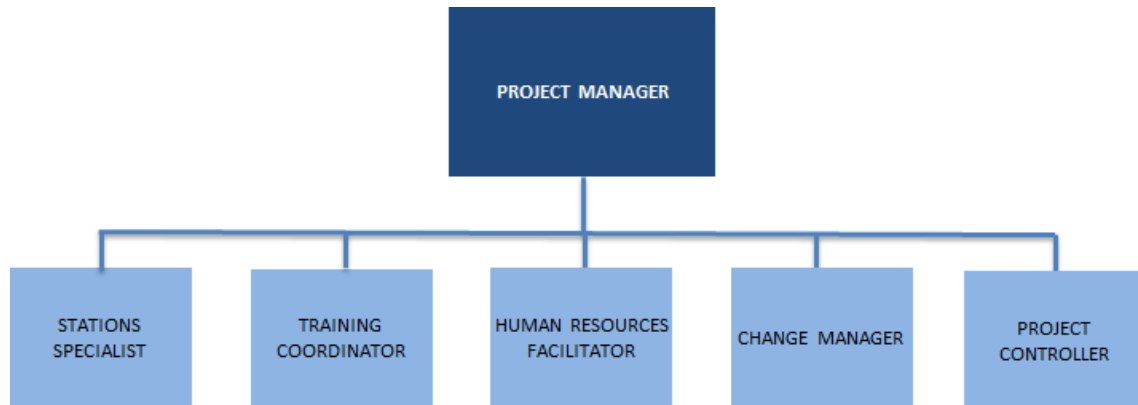 PROJECT MANAGER
STATIONS
SPECIALIST
TRAINING
COORDINATOR
HUMAN RESOURCES
FACILITATOR
CHANGE MANAGER
PROJECT
CONTROLLER